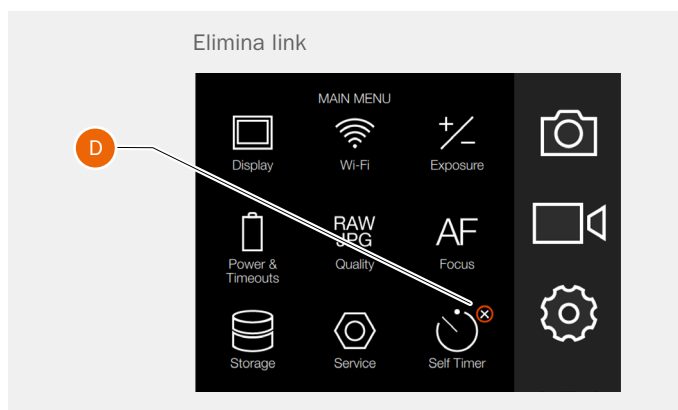 Elimina link
MAIN MENU
D
Display
Wi-Fi
Exposure
RAW
JPG
AF
Power &
Timeouts
Quality
Focus
Storage
Service
Self Timer